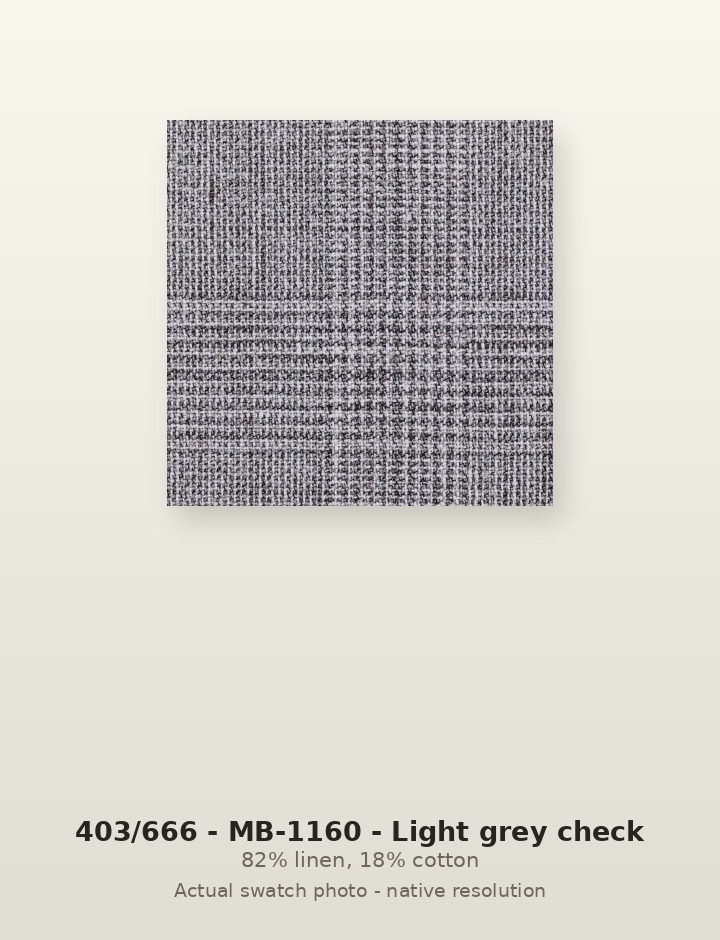 403/666 - MB-1160 - Light grey check
82% linen, 18% cotton
Actual swatch photo - native resolution